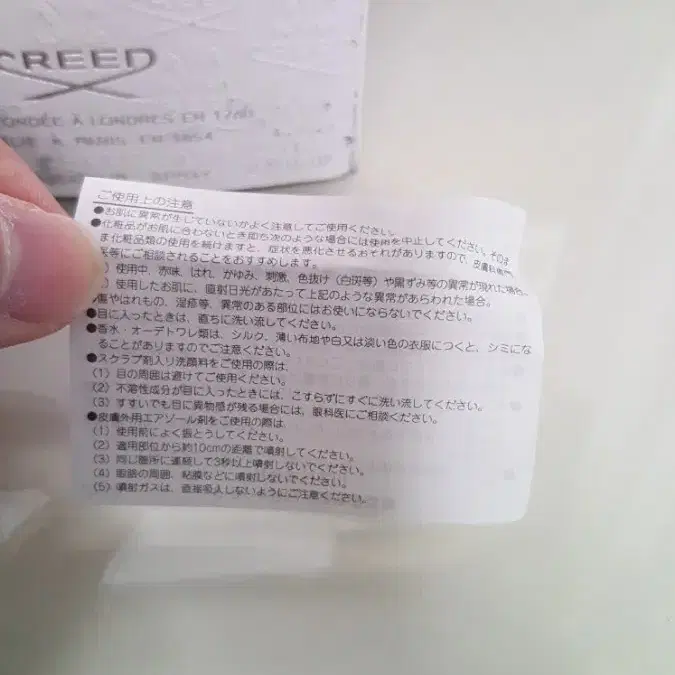 CREED
FONDÉE À LONDRES EN 1760
À PARIS EN 1854
ご使用上の注意
●お肌に異常が生じていないかよく注意してご使用ください。
●化粧品がお肌に合わないとき即ち次のような場合には使用を中止してください。そのま
ま化粧品類の使用を続けますと、症状を悪化させるおそれがありますので、皮膚科専門
医等にご相談されることをおすすめします。
）使用中、赤味、はれ、かゆみ、刺激、色抜け（白斑等）や黒ずみ等の異常が現れた場合。
）使用したお肌に、直射日光があたって上記のような異常があらわれた場合。
●傷やはれもの、湿疹等、異常のある部位にはお使いにならないでください。
●目に入ったときは、直ちに洗い流してください。
●香水・オーデトワレ類は、シルク、薄い布地や白又は淡い色の衣服につくと、シミにな
ることがありますのでご注意ください。
●スクラブ剤入り洗顔料をご使用の際は、
（1）目の周囲は避けてご使用ください。
（2）不溶性成分が目に入ったときには、こすらずにすぐに洗い流してください。
（3）すすいでも目に異物感が残る場合には、眼科医にご相談ください。
●皮膚外用エアゾール剤をご使用の際は
（1）使用前によく振とうしてください。
（2）適用部位から約10cmの距離で噴射してください。
（3）同じ箇所に連続して3秒以上噴射しないでください。
（4）眼の周囲、粘膜などに噴射しないでください。
（5）噴射ガスは、直接吸入しないようにご注意ください。